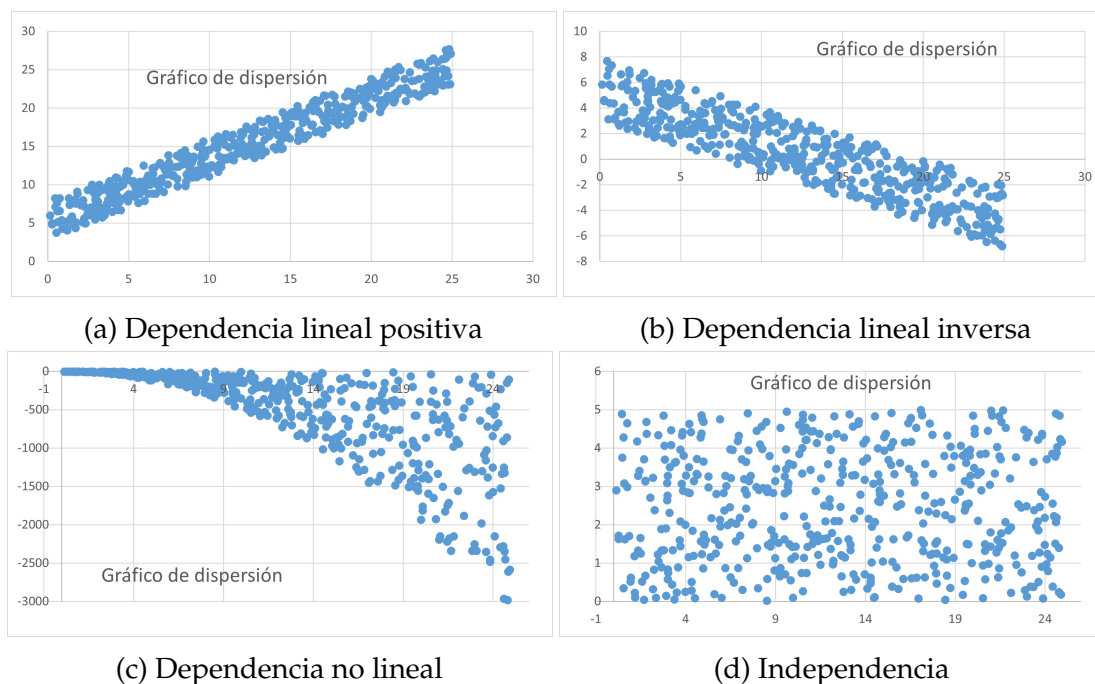 Gráfico de dispersión
30
25
20
15
10
5
0
0 5 10 15 20 25 30
(a) Dependencia lineal positiva
Gráfico de dispersión
10
8
6
4
2
0
-2
-4
-6
-8
0 5 10 15 20 25 30
(b) Dependencia lineal inversa
0
-500
-1000
-1500
-2000
-2500
-3000
-1 4 9 14 19 24
Gráfico de dispersión
(c) Dependencia no lineal
Gráfico de dispersión
6
5
4
3
2
1
0
-1 4 9 14 19 24
(d) Independencia